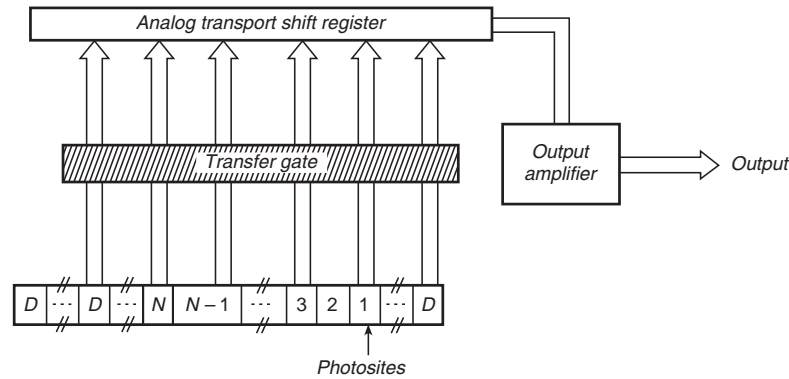 Analog transport shift register
Transfer gate
Output
amplifier
Output
D ... D ... N N – 1 ... 3 2 1 ... D
Photosites